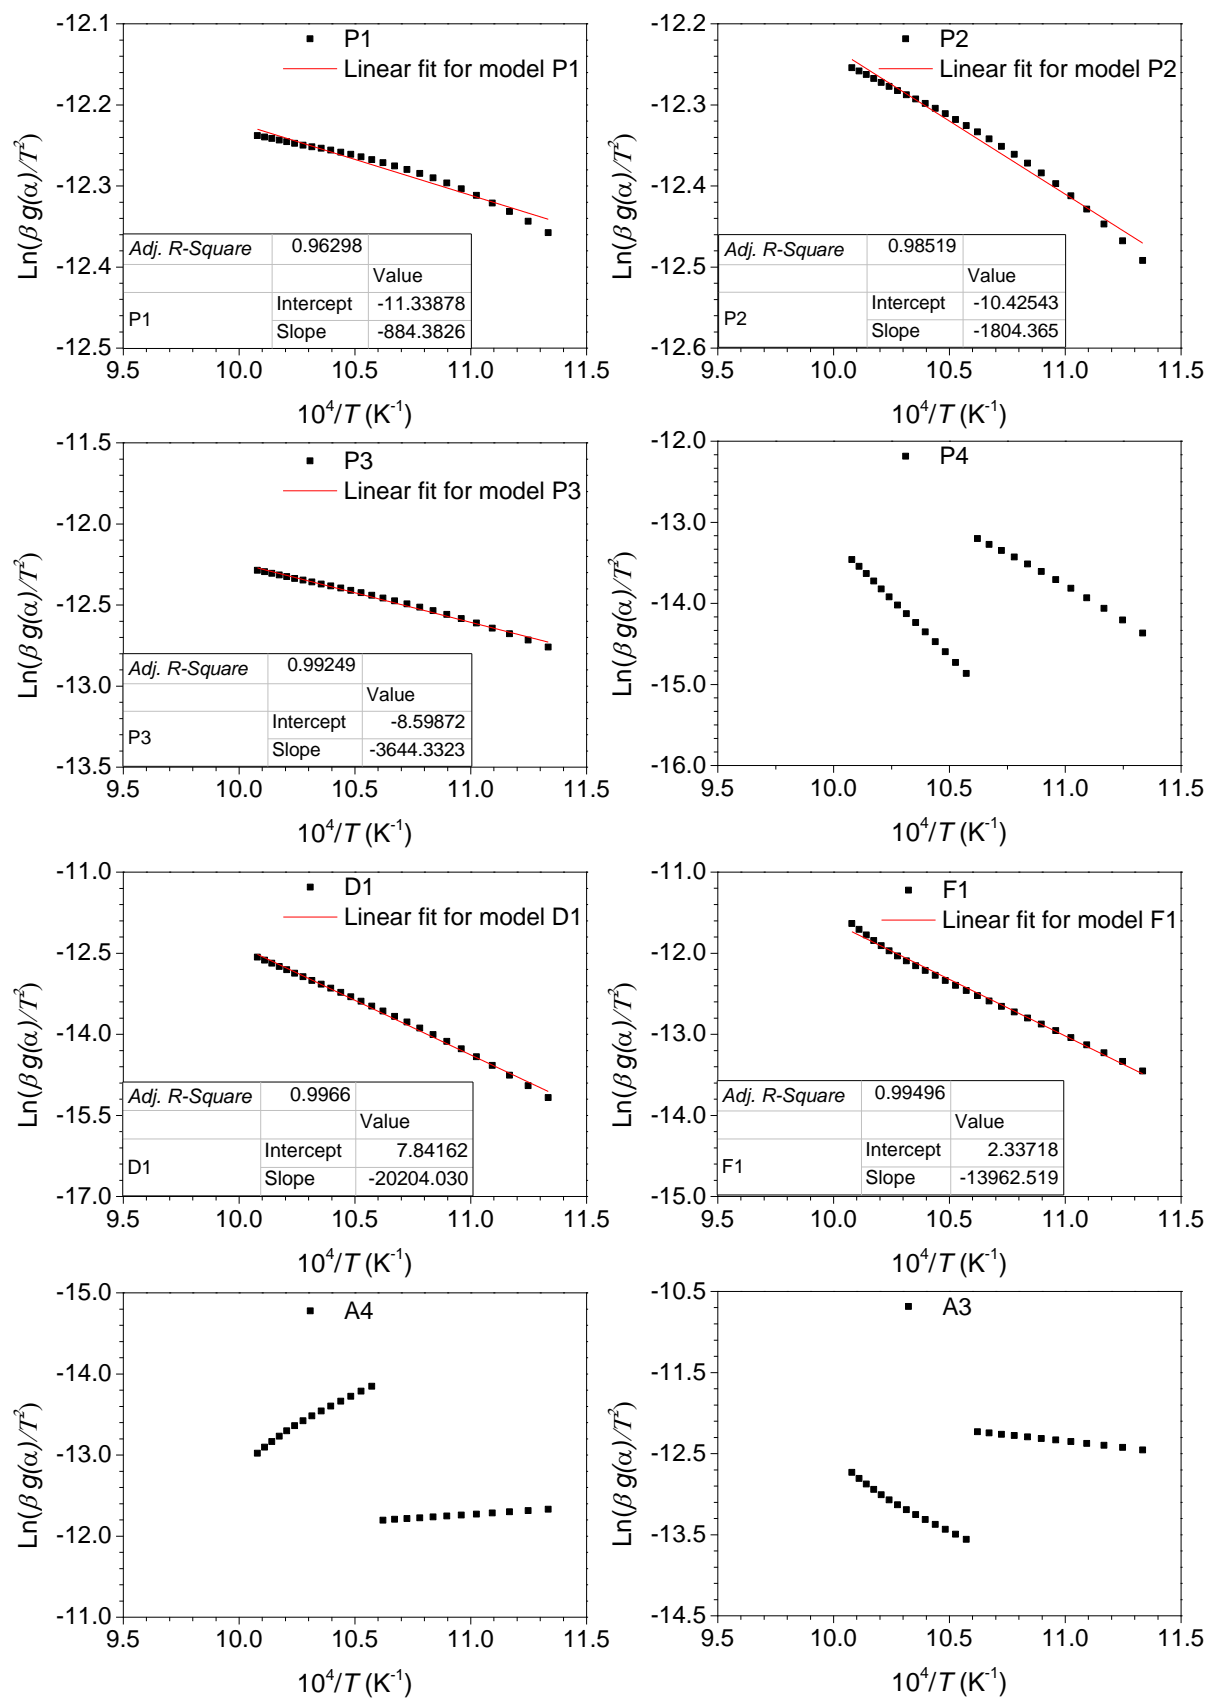 P1
Linear fit for model P1
-12.1
-12.2
-12.3
-12.4
-12.5
Ln(β g(α)/T²)
Adj. R-Square 0.96298
Value
P1 Intercept -11.33878
Slope -884.3826
9.5 10.0 10.5 11.0 11.5
10⁴/T (K⁻¹)
P2
Linear fit for model P2
-12.2
-12.3
-12.4
-12.5
-12.6
Ln(β g(α)/T²)
Adj. R-Square 0.98519
Value
P2 Intercept -10.42543
Slope -1804.365
9.5 10.0 10.5 11.0 11.5
10⁴/T (K⁻¹)
P3
Linear fit for model P3
-11.5
-12.0
-12.5
-13.0
-13.5
Ln(β g(α)/T²)
Adj. R-Square 0.99249
Value
P3 Intercept -8.59872
Slope -3644.3323
9.5 10.0 10.5 11.0 11.5
10⁴/T (K⁻¹)
P4
-12.0
-13.0
-14.0
-15.0
-16.0
Ln(β g(α)/T²)
9.5 10.0 10.5 11.0 11.5
10⁴/T (K⁻¹)
D1
Linear fit for model D1
-11.0
-12.5
-14.0
-15.5
-17.0
Ln(β g(α)/T²)
Adj. R-Square 0.9966
Value
D1 Intercept 7.84162
Slope -20204.030
9.5 10.0 10.5 11.0 11.5
10⁴/T (K⁻¹)
F1
Linear fit for model F1
-11.0
-12.0
-13.0
-14.0
-15.0
Ln(β g(α)/T²)
Adj. R-Square 0.99496
Value
F1 Intercept 2.33718
Slope -13962.519
9.5 10.0 10.5 11.0 11.5
10⁴/T (K⁻¹)
A4
-15.0
-14.0
-13.0
-12.0
-11.0
Ln(β g(α)/T²)
9.5 10.0 10.5 11.0 11.5
10⁴/T (K⁻¹)
A3
-10.5
-11.5
-12.5
-13.5
-14.5
Ln(β g(α)/T²)
9.5 10.0 10.5 11.0 11.5
10⁴/T (K⁻¹)